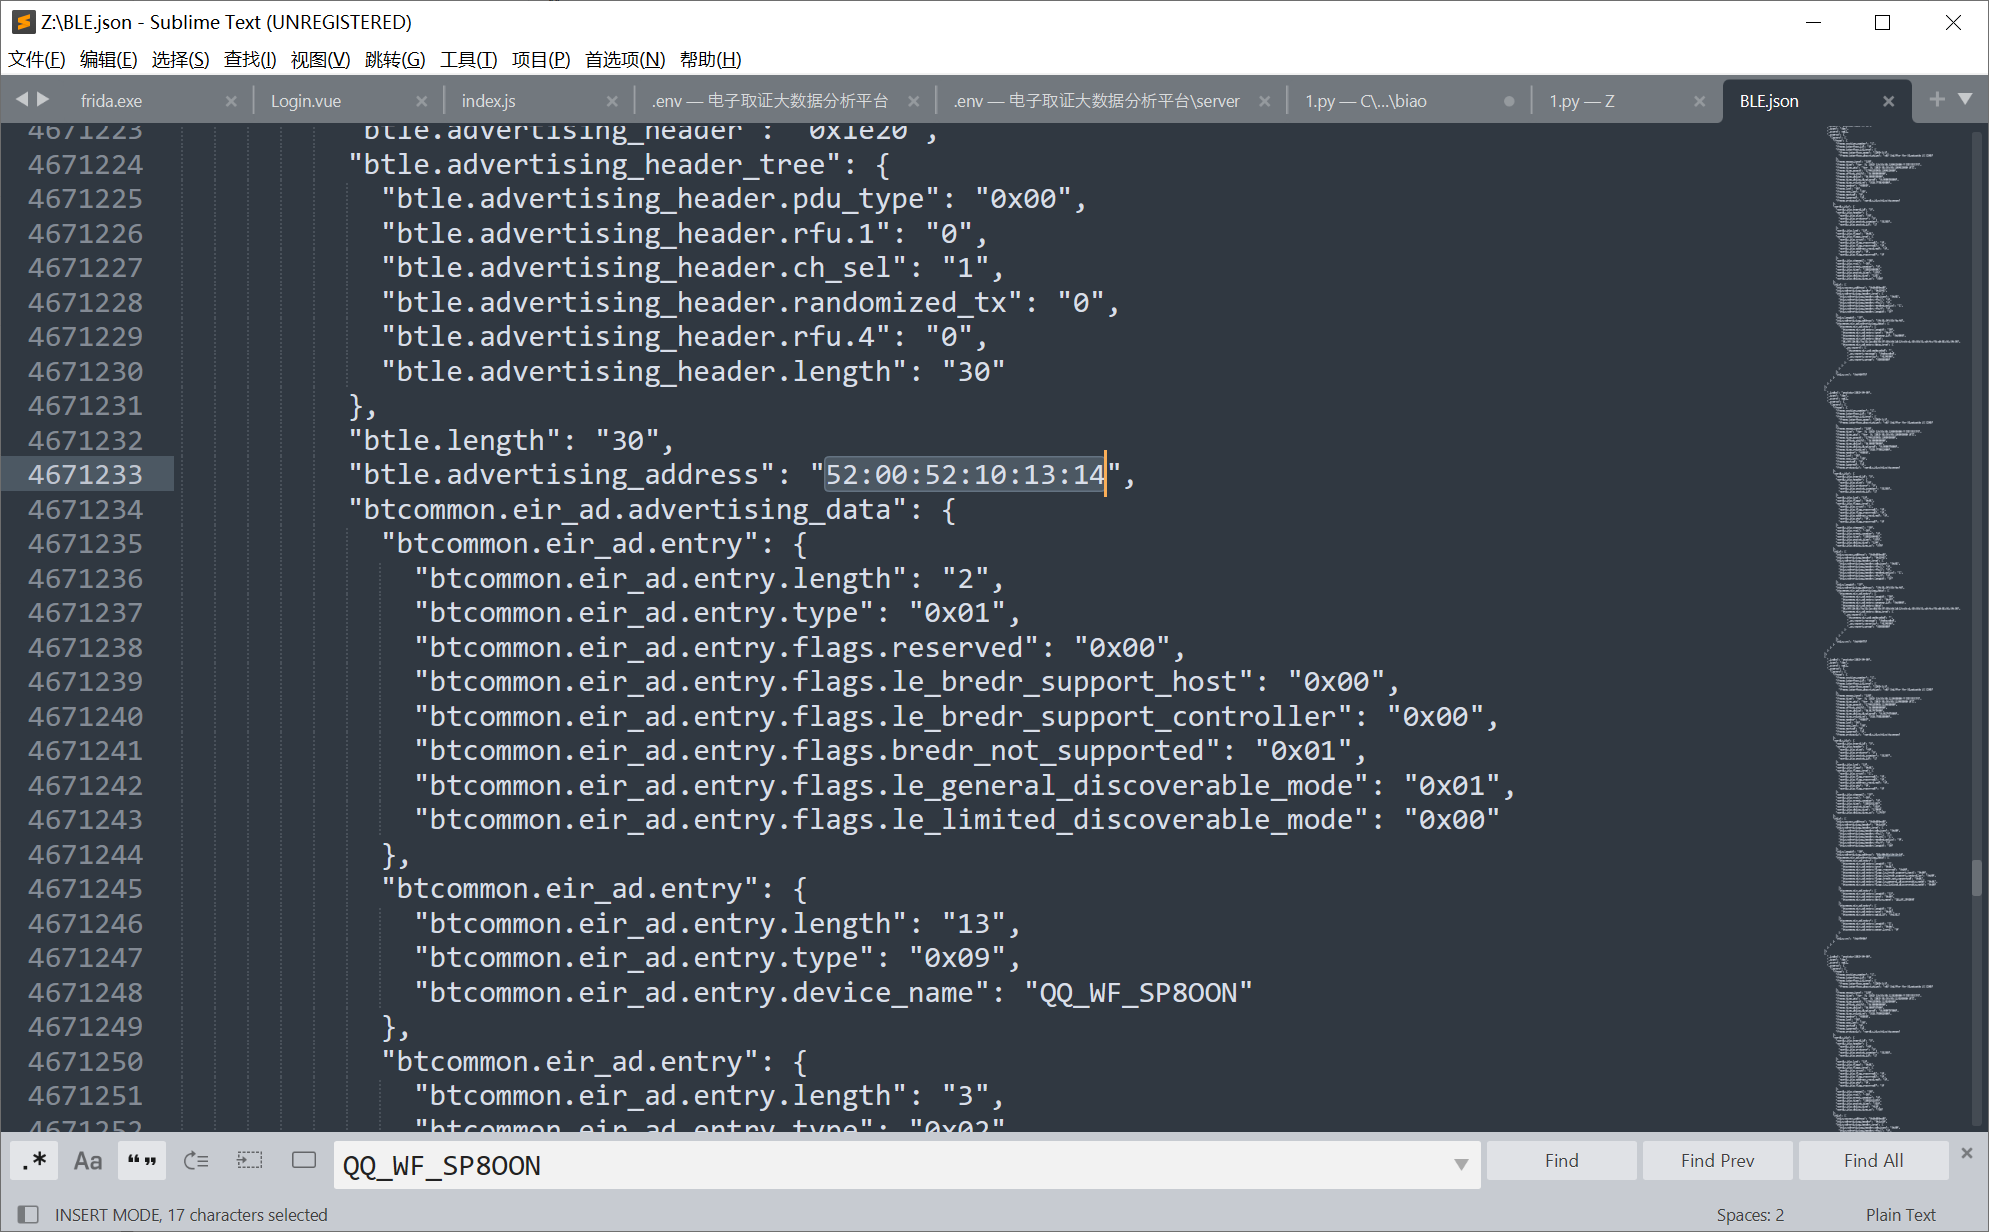 Z:\BLE.json - Sublime Text (UNREGISTERED)
文件(F) 编辑(E) 选择(S) 查找(I) 视图(V) 跳转(G) 工具(T) 项目(P) 首选项(N) 帮助(H)
frida.exe Login.vue index.js .env — 电子取证大数据分析平台 .env — 电子取证大数据分析平台\server 1.py — C\...\biao 1.py — Z BLE.json
4671223 "btle.advertising_header": "0x1e20",
4671224 "btle.advertising_header_tree": {
4671225 "btle.advertising_header.pdu_type": "0x00",
4671226 "btle.advertising_header.rfu.1": "0",
4671227 "btle.advertising_header.ch_sel": "1",
4671228 "btle.advertising_header.randomized_tx": "0",
4671229 "btle.advertising_header.rfu.4": "0",
4671230 "btle.advertising_header.length": "30"
4671231 },
4671232 "btle.length": "30",
4671233 "btle.advertising_address": "52:00:52:10:13:14",
4671234 "btcommon.eir_ad.advertising_data": {
4671235 "btcommon.eir_ad.entry": {
4671236 "btcommon.eir_ad.entry.length": "2",
4671237 "btcommon.eir_ad.entry.type": "0x01",
4671238 "btcommon.eir_ad.entry.flags.reserved": "0x00",
4671239 "btcommon.eir_ad.entry.flags.le_bredr_support_host": "0x00",
4671240 "btcommon.eir_ad.entry.flags.le_bredr_support_controller": "0x00",
4671241 "btcommon.eir_ad.entry.flags.bredr_not_supported": "0x01",
4671242 "btcommon.eir_ad.entry.flags.le_general_discoverable_mode": "0x01",
4671243 "btcommon.eir_ad.entry.flags.le_limited_discoverable_mode": "0x00"
4671244 },
4671245 "btcommon.eir_ad.entry": {
4671246 "btcommon.eir_ad.entry.length": "13",
4671247 "btcommon.eir_ad.entry.type": "0x09",
4671248 "btcommon.eir_ad.entry.device_name": "QQ_WF_SP8OON"
4671249 },
4671250 "btcommon.eir_ad.entry": {
4671251 "btcommon.eir_ad.entry.length": "3",
4671252 "btcommon.eir_ad.entry.type": "0x02"
.* Aa “” QQ_WF_SP8OON Find Find Prev Find All
INSERT MODE, 17 characters selected Spaces: 2 Plain Text